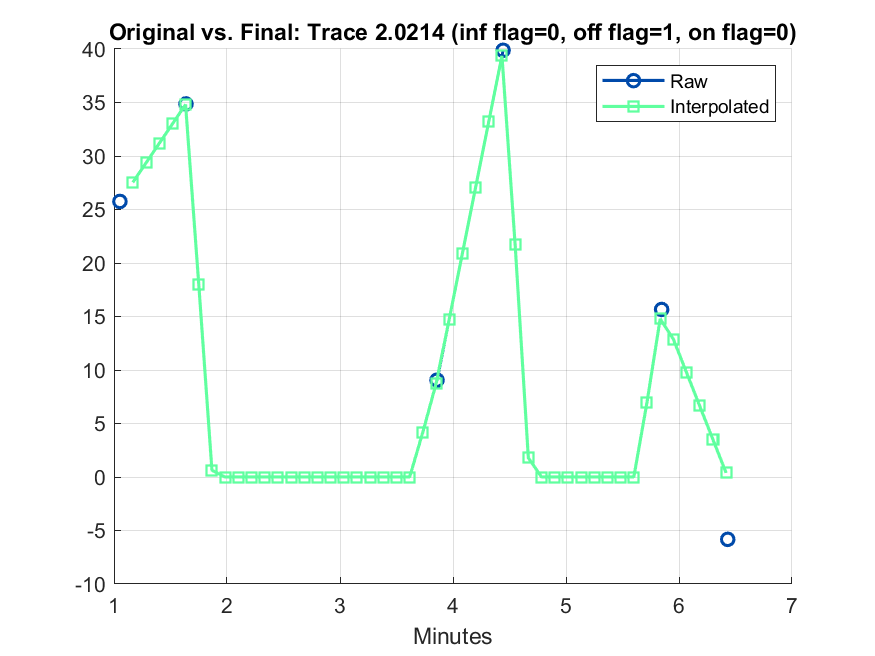 Original vs. Final: Trace 2.0214 (inf flag=0, off flag=1, on flag=0)
40
35
30
25
20
15
10
5
0
-5
-10
Raw
Interpolated
1 2 3 4 5 6 7
Minutes